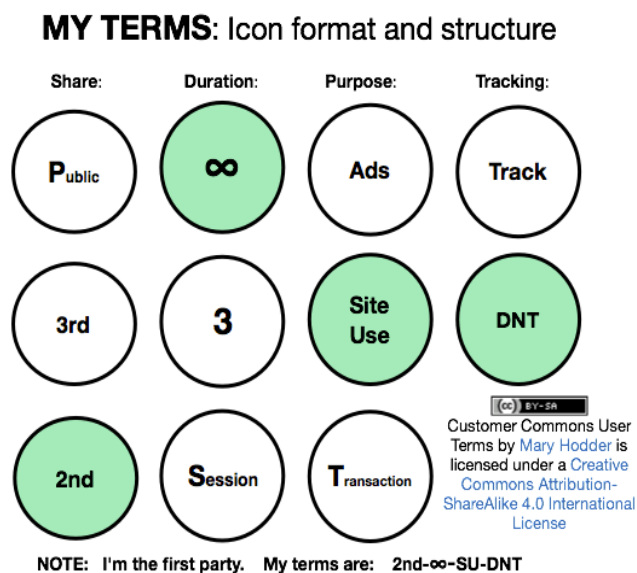 MY TERMS: Icon format and structure
Share: Duration: Purpose: Tracking:
Public ∞ Ads Track
3rd 3 Site Use DNT
2nd Session Transaction
(cc) BY-SA
Customer Commons User
Terms by Mary Hodder is
licensed under a Creative
Commons Attribution-
ShareAlike 4.0 International
License
NOTE: I'm the first party. My terms are: 2nd-∞-SU-DNT